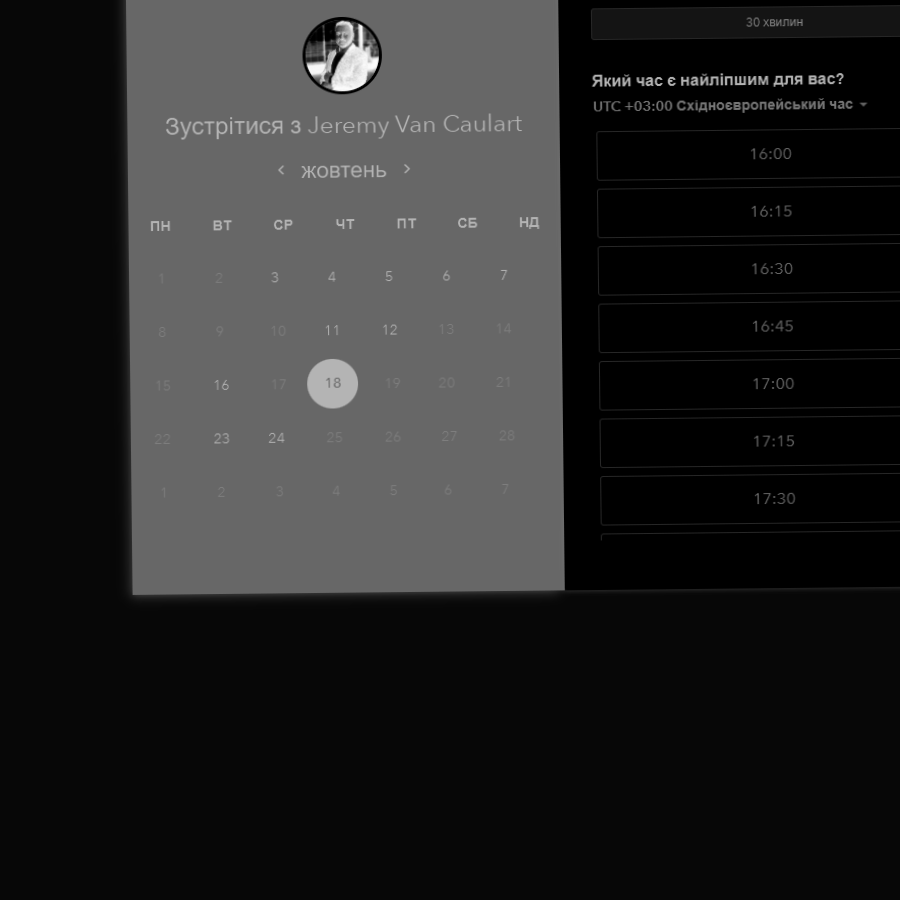 Зустрітися з Jeremy Van Caulart
жовтень
ПН ВТ СР ЧТ ПТ СБ НД
1 2 3 4 5 6 7
8 9 10 11 12 13 14
15 16 17 18 19 20 21
22 23 24 25 26 27 28
1 2 3 4 5 6 7
30 хвилин
Який час є найліпшим для вас?
UTC +03:00 Східноєвропейський час
16:00
16:15
16:30
16:45
17:00
17:15
17:30